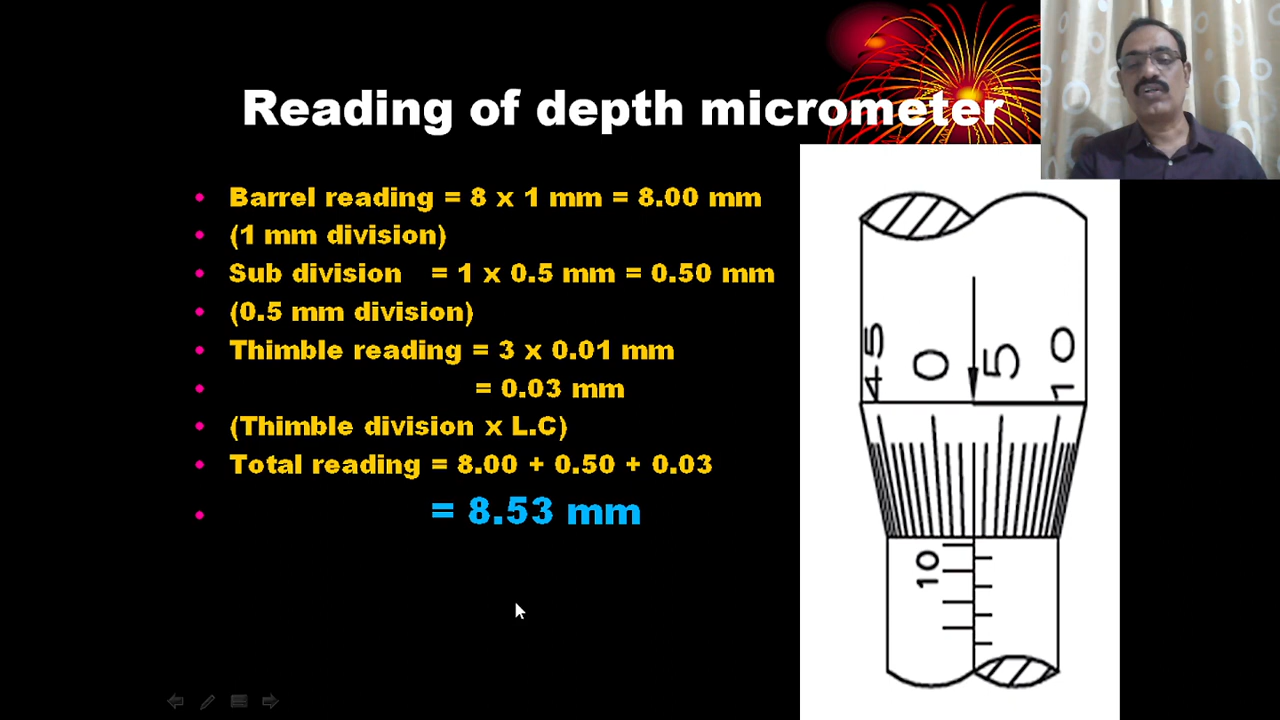 Reading of depth micrometer
• Barrel reading = 8 x 1 mm = 8.00 mm
• (1 mm division)
• Sub division = 1 x 0.5 mm = 0.50 mm
• (0.5 mm division)
• Thimble reading = 3 x 0.01 mm
• = 0.03 mm
• (Thimble division x L.C)
• Total reading = 8.00 + 0.50 + 0.03
• = 8.53 mm
45 0 5 10
10